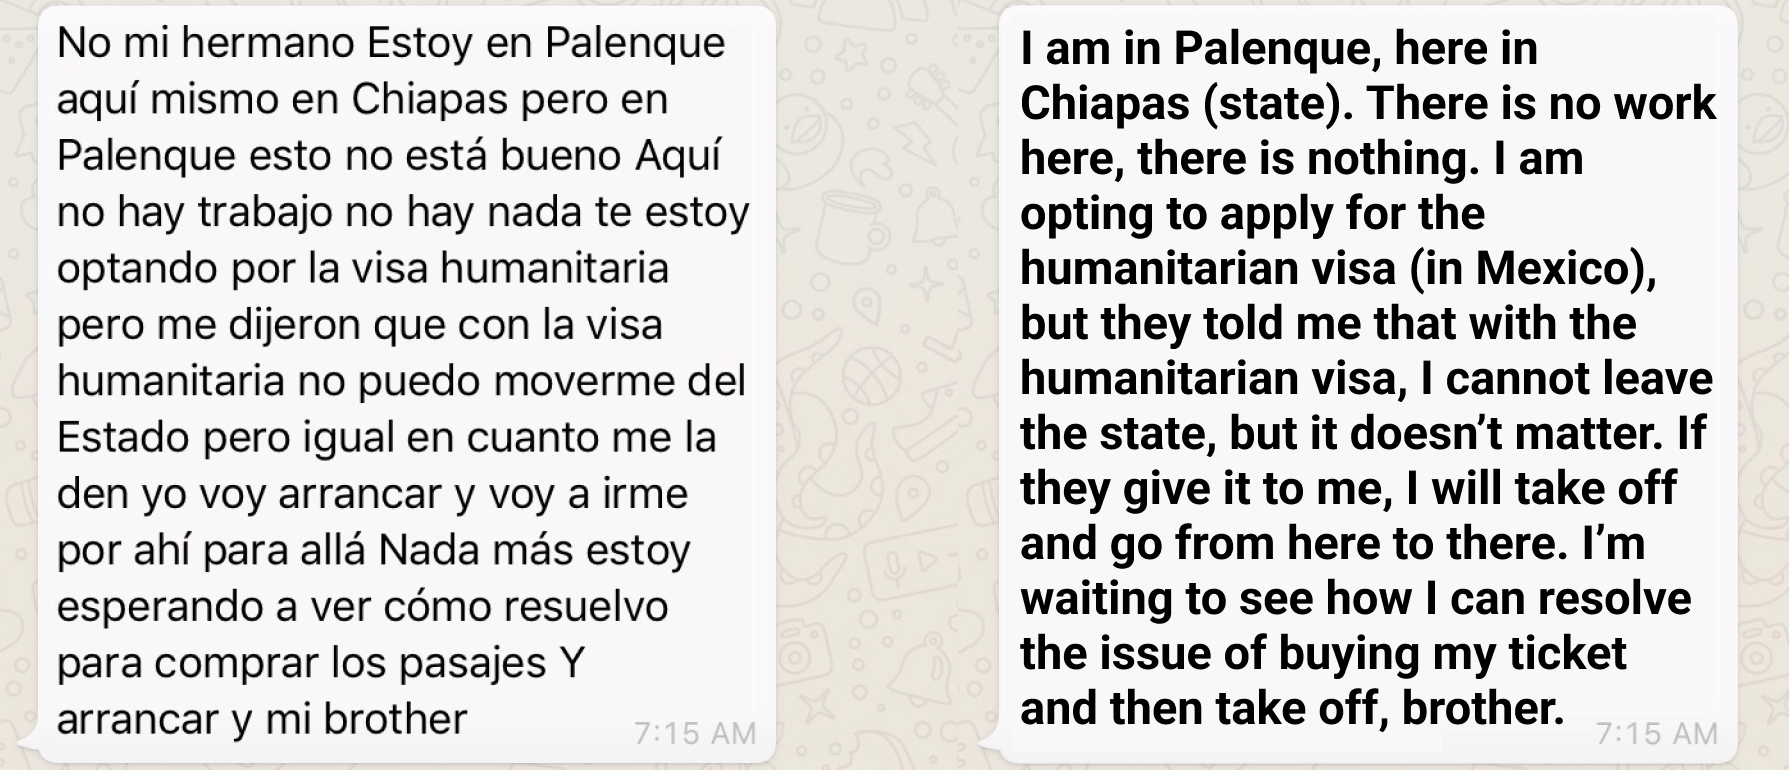 No mi hermano Estoy en Palenque
aquí mismo en Chiapas pero en
Palenque esto no está bueno Aquí
no hay trabajo no hay nada te estoy
optando por la visa humanitaria
pero me dijeron que con la visa
humanitaria no puedo moverme del
Estado pero igual en cuanto me la
den yo voy arrancar y voy a irme
por ahí para allá Nada más estoy
esperando a ver cómo resuelvo
para comprar los pasajes Y
arrancar y mi brother
7:15 AM
I am in Palenque, here in
Chiapas (state). There is no work
here, there is nothing. I am
opting to apply for the
humanitarian visa (in Mexico),
but they told me that with the
humanitarian visa, I cannot leave
the state, but it doesn’t matter. If
they give it to me, I will take off
and go from here to there. I’m
waiting to see how I can resolve
the issue of buying my ticket
and then take off, brother.
7:15 AM